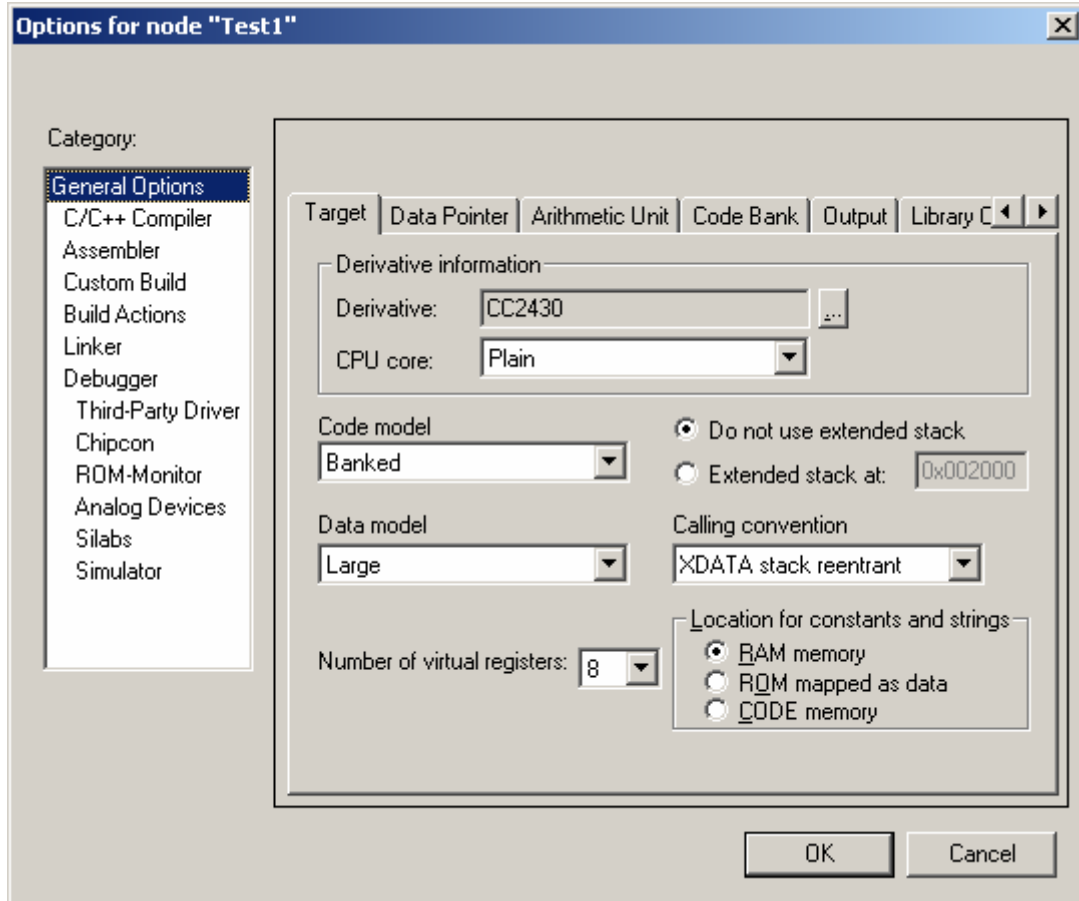 Options for node "Test1"
Category:
General Options
C/C++ Compiler
Assembler
Custom Build
Build Actions
Linker
Debugger
Third-Party Driver
Chipcon
ROM-Monitor
Analog Devices
Silabs
Simulator
Target Data Pointer Arithmetic Unit Code Bank Output Library C
Derivative information
Derivative: CC2430 ...
CPU core: Plain
Code model
Banked
Do not use extended stack
Extended stack at: 0x002000
Data model
Large
Calling convention
XDATA stack reentrant
Number of virtual registers: 8
Location for constants and strings
RAM memory
ROM mapped as data
CODE memory
OK Cancel